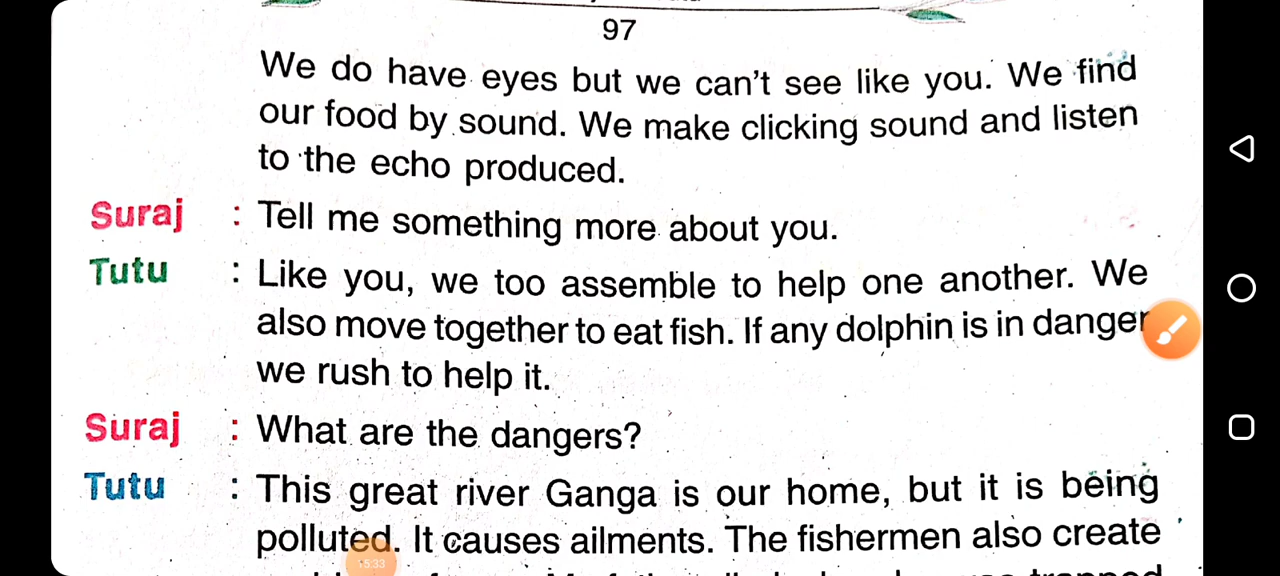 97
We do have eyes but we can't see like you. We find
our food by sound. We make clicking sound and listen
to the echo produced.
Suraj : Tell me something more about you.
Tutu : Like you, we too assemble to help one another. We
also move together to eat fish. If any dolphin is in danger
we rush to help it.
Suraj : What are the dangers?
Tutu : This great river Ganga is our home, but it is being
polluted. It causes ailments. The fishermen also create
15:33